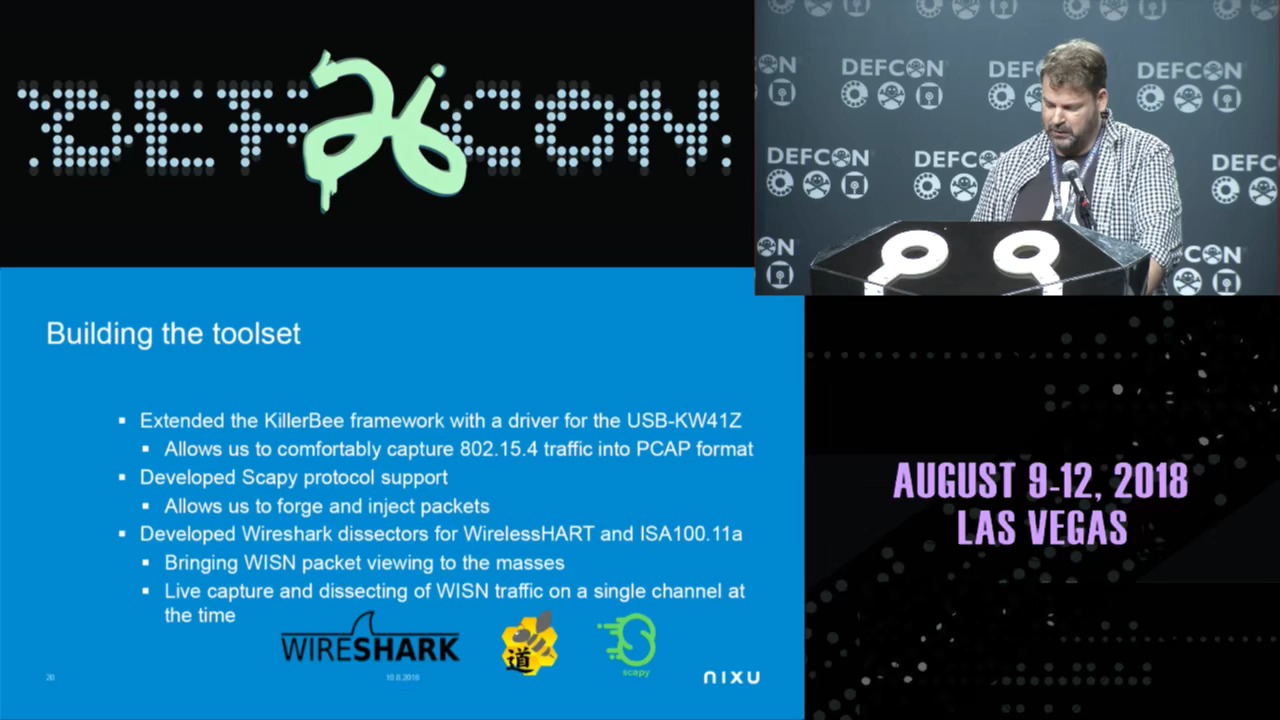 DEF CON
26
DEFCON
DEFCON
DEFCON
DEFCON
DEFCON
Building the toolset
▪ Extended the KillerBee framework with a driver for the USB-KW41Z
▪ Allows us to comfortably capture 802.15.4 traffic into PCAP format
▪ Developed Scapy protocol support
▪ Allows us to forge and inject packets
▪ Developed Wireshark dissectors for WirelessHART and ISA100.11a
▪ Bringing WISN packet viewing to the masses
▪ Live capture and dissecting of WISN traffic on a single channel at
the time
WIRESHARK
道
scapy
20
10.8.2018
nixu
AUGUST 9-12, 2018
LAS VEGAS